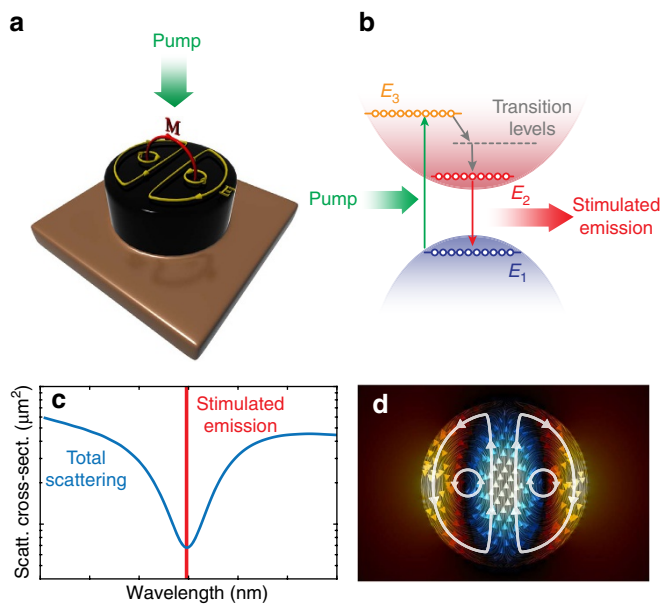 a
Pump
M
E
b
E3
Transition
levels
E2
Pump
Stimulated
emission
E1
c
Stimulated
emission
Total
scattering
Scatt. cross-sect. (μm²)
Wavelength (nm)
d